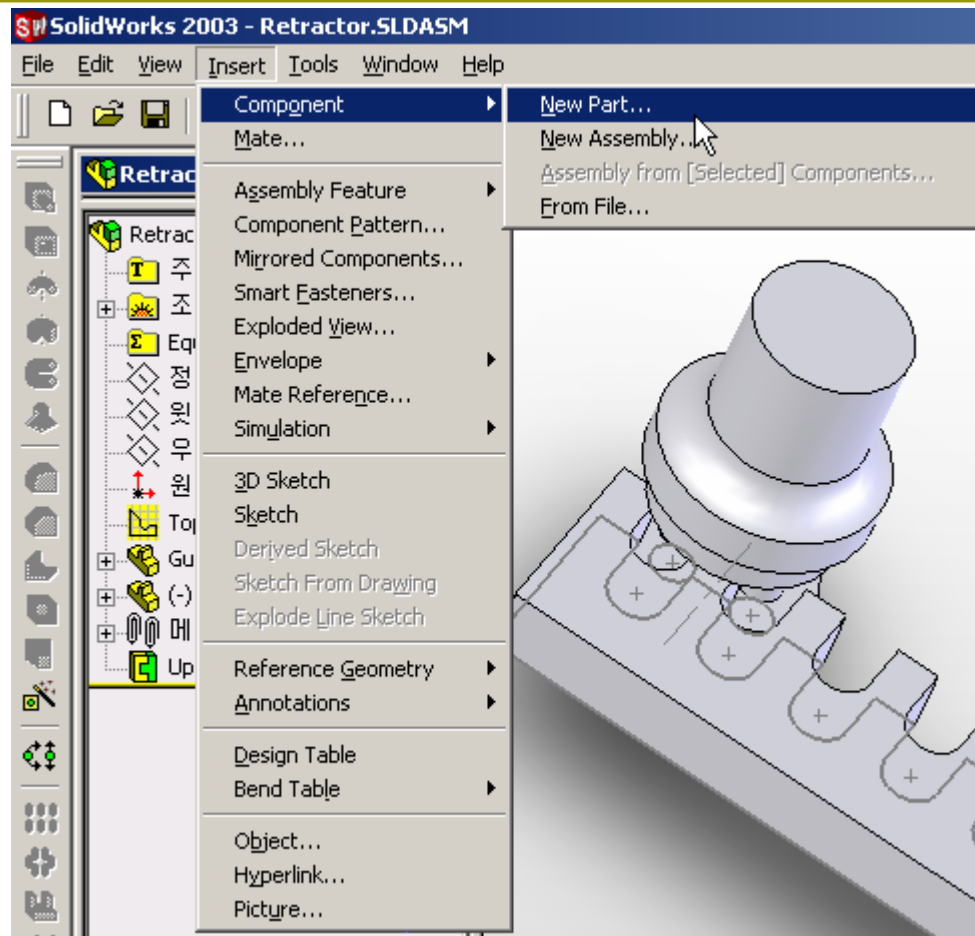 SolidWorks 2003 - Retractor.SLDASM
File Edit View Insert Tools Window Help
Component
Mate...
Assembly Feature
Component Pattern...
Mirrored Components...
Smart Fasteners...
Exploded View...
Envelope
Mate Reference...
Simulation
3D Sketch
Sketch
Derived Sketch
Sketch From Drawing
Explode Line Sketch
Reference Geometry
Annotations
Design Table
Bend Table
Object...
Hyperlink...
Picture...
New Part...
New Assembly...
Assembly from [Selected] Components...
From File...
Retrac
Retrac
주
조
Equ
정
윗
우
원
Top
Gu
(-)
메
Up